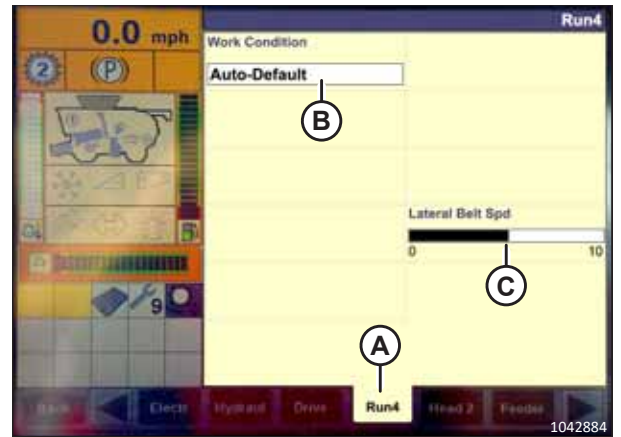 0.0 mph
Run4
Work Condition
2
(P)
Auto-Default
B
Lateral Belt Spd
0
10
C
9
A
Back
Electr
Hydraul
Drive
Run4
Head 2
Feeder
1042884